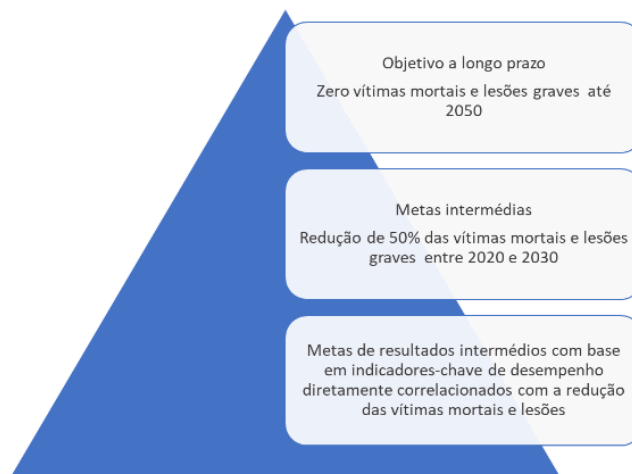 Objetivo a longo prazo
Zero vítimas mortais e lesões graves até
2050
Metas intermédias
Redução de 50% das vítimas mortais e lesões
graves entre 2020 e 2030
Metas de resultados intermédios com base
em indicadores-chave de desempenho
diretamente correlacionados com a redução
das vítimas mortais e lesões